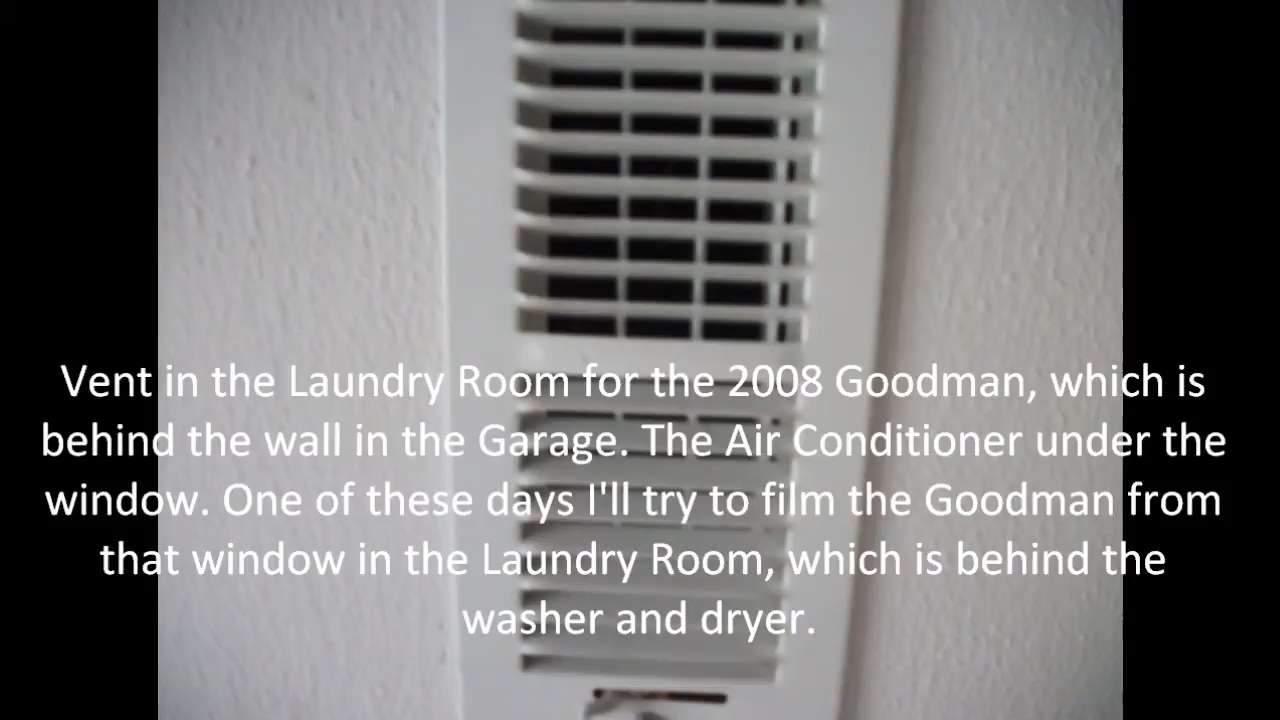 Vent in the Laundry Room for the 2008 Goodman, which is
behind the wall in the Garage. The Air Conditioner under the
window. One of these days I'll try to film the Goodman from
that window in the Laundry Room, which is behind the
washer and dryer.